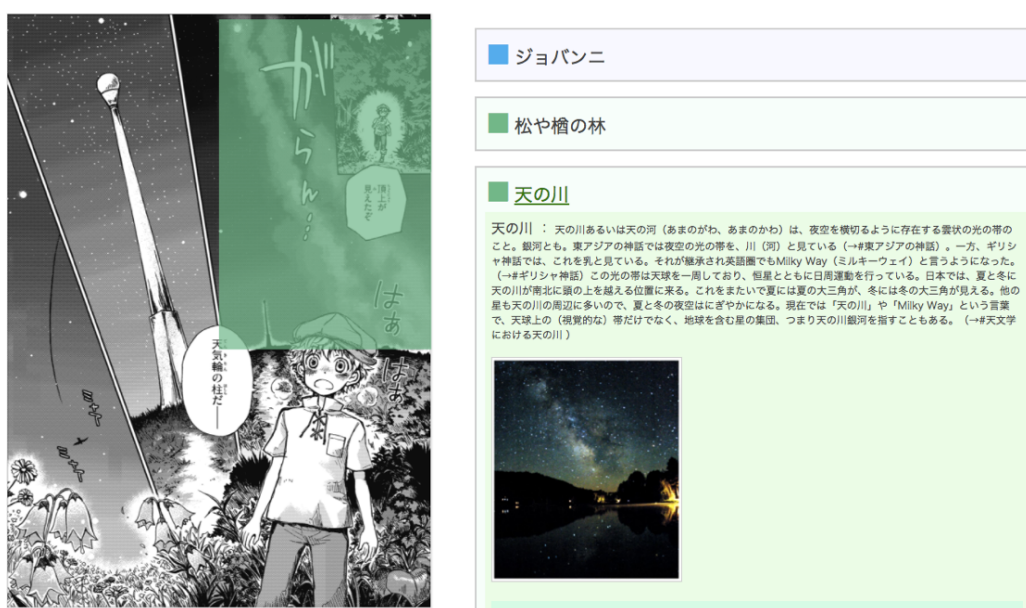 がらん…
頂上が
見えたぞ
はぁ
はぁ
天気輪の柱だ――
ジョバンニ
松や楢の林
天の川
天の川 : 天の川あるいは天の河（あまのがわ、あまのかわ）は、夜空を横切るように存在する雲状の光の帯の
こと。銀河とも。東アジアの神話では夜空の光の帯を、川（河）と見ている（→#東アジアの神話）。一方、ギリシ
ャ神話では、これを乳と見ている。それが継承され英語圏でもMilky Way（ミルキーウェイ）と言うようになった。
（→#ギリシャ神話）この光の帯は天球を一周しており、恒星とともに日周運動を行っている。日本では、夏と冬に
天の川が南北に頭の上を越える位置に来る。これをまたいで夏には夏の大三角が、冬には冬の大三角が見える。他の
星も天の川の周辺に多いので、夏と冬の夜空はにぎやかになる。現在では「天の川」や「Milky Way」という言葉
で、天球上の（視覚的な）帯だけでなく、地球を含む星の集団、つまり天の川銀河を指すこともある。（→#天文学
における天の川 ）